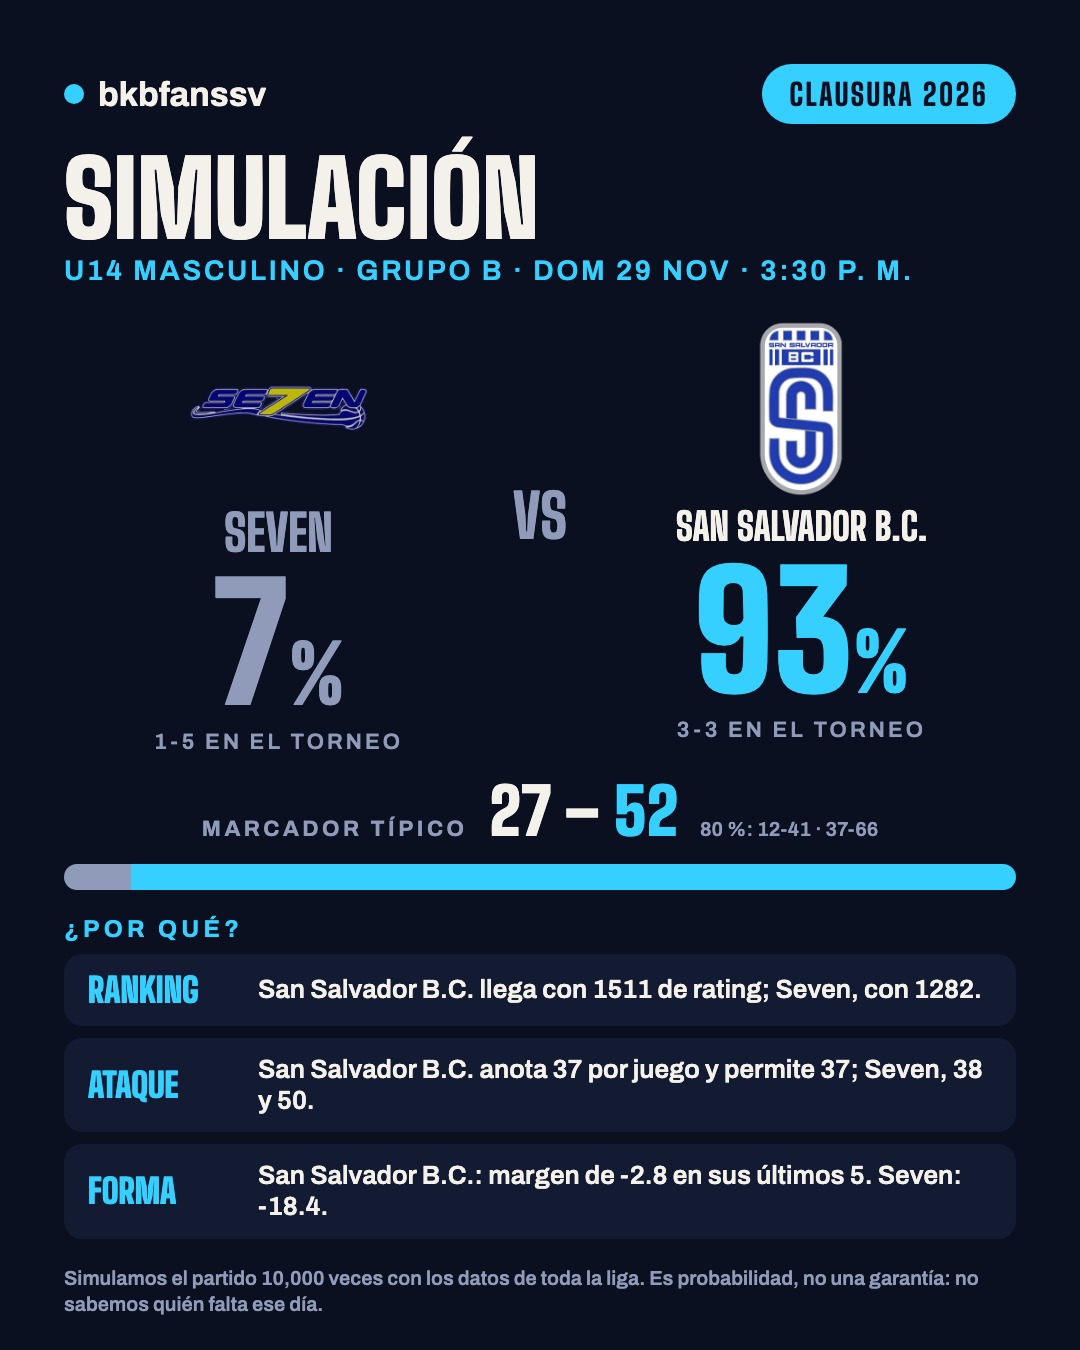 bkbfanssv
CLAUSURA 2026
SIMULACIÓN
U14 MASCULINO · GRUPO B · DOM 29 NOV · 3:30 P. M.
SE7EN
SAN SALVADOR
BC
SEVEN
VS
SAN SALVADOR B.C.
7%
93%
1-5 EN EL TORNEO
3-3 EN EL TORNEO
MARCADOR TÍPICO 27 – 52 80 %: 12-41 · 37-66
¿POR QUÉ?
RANKING
San Salvador B.C. llega con 1511 de rating; Seven, con 1282.
ATAQUE
San Salvador B.C. anota 37 por juego y permite 37; Seven, 38
y 50.
FORMA
San Salvador B.C.: margen de -2.8 en sus últimos 5. Seven:
-18.4.
Simulamos el partido 10,000 veces con los datos de toda la liga. Es probabilidad, no una garantía: no
sabemos quién falta ese día.